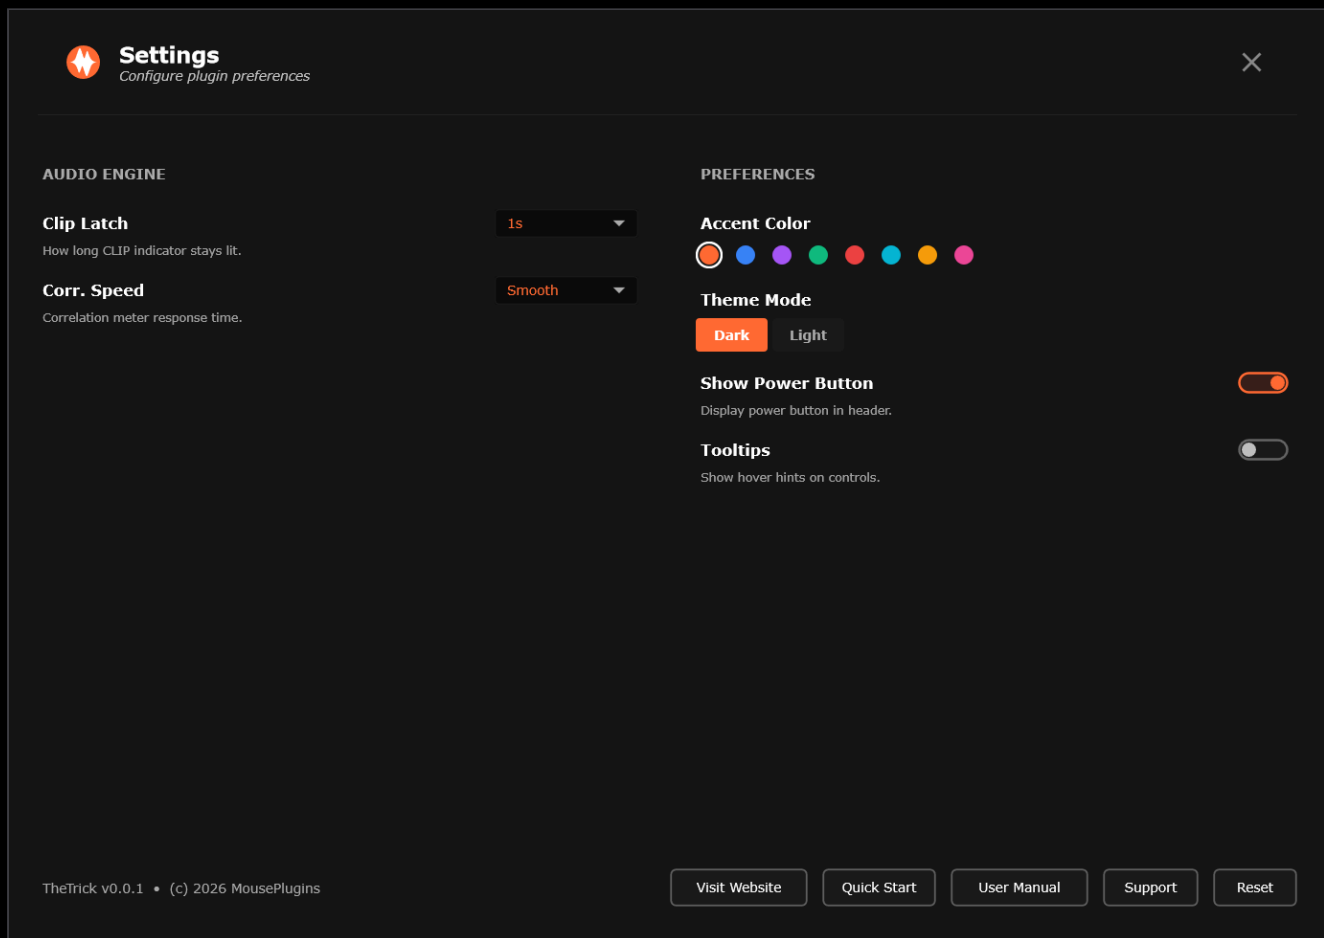 Settings
Configure plugin preferences
AUDIO ENGINE
Clip Latch
1s
How long CLIP indicator stays lit.
Corr. Speed
Smooth
Correlation meter response time.
PREFERENCES
Accent Color
Theme Mode
Dark
Light
Show Power Button
Display power button in header.
Tooltips
Show hover hints on controls.
TheTrick v0.0.1 • (c) 2026 MousePlugins
Visit Website
Quick Start
User Manual
Support
Reset